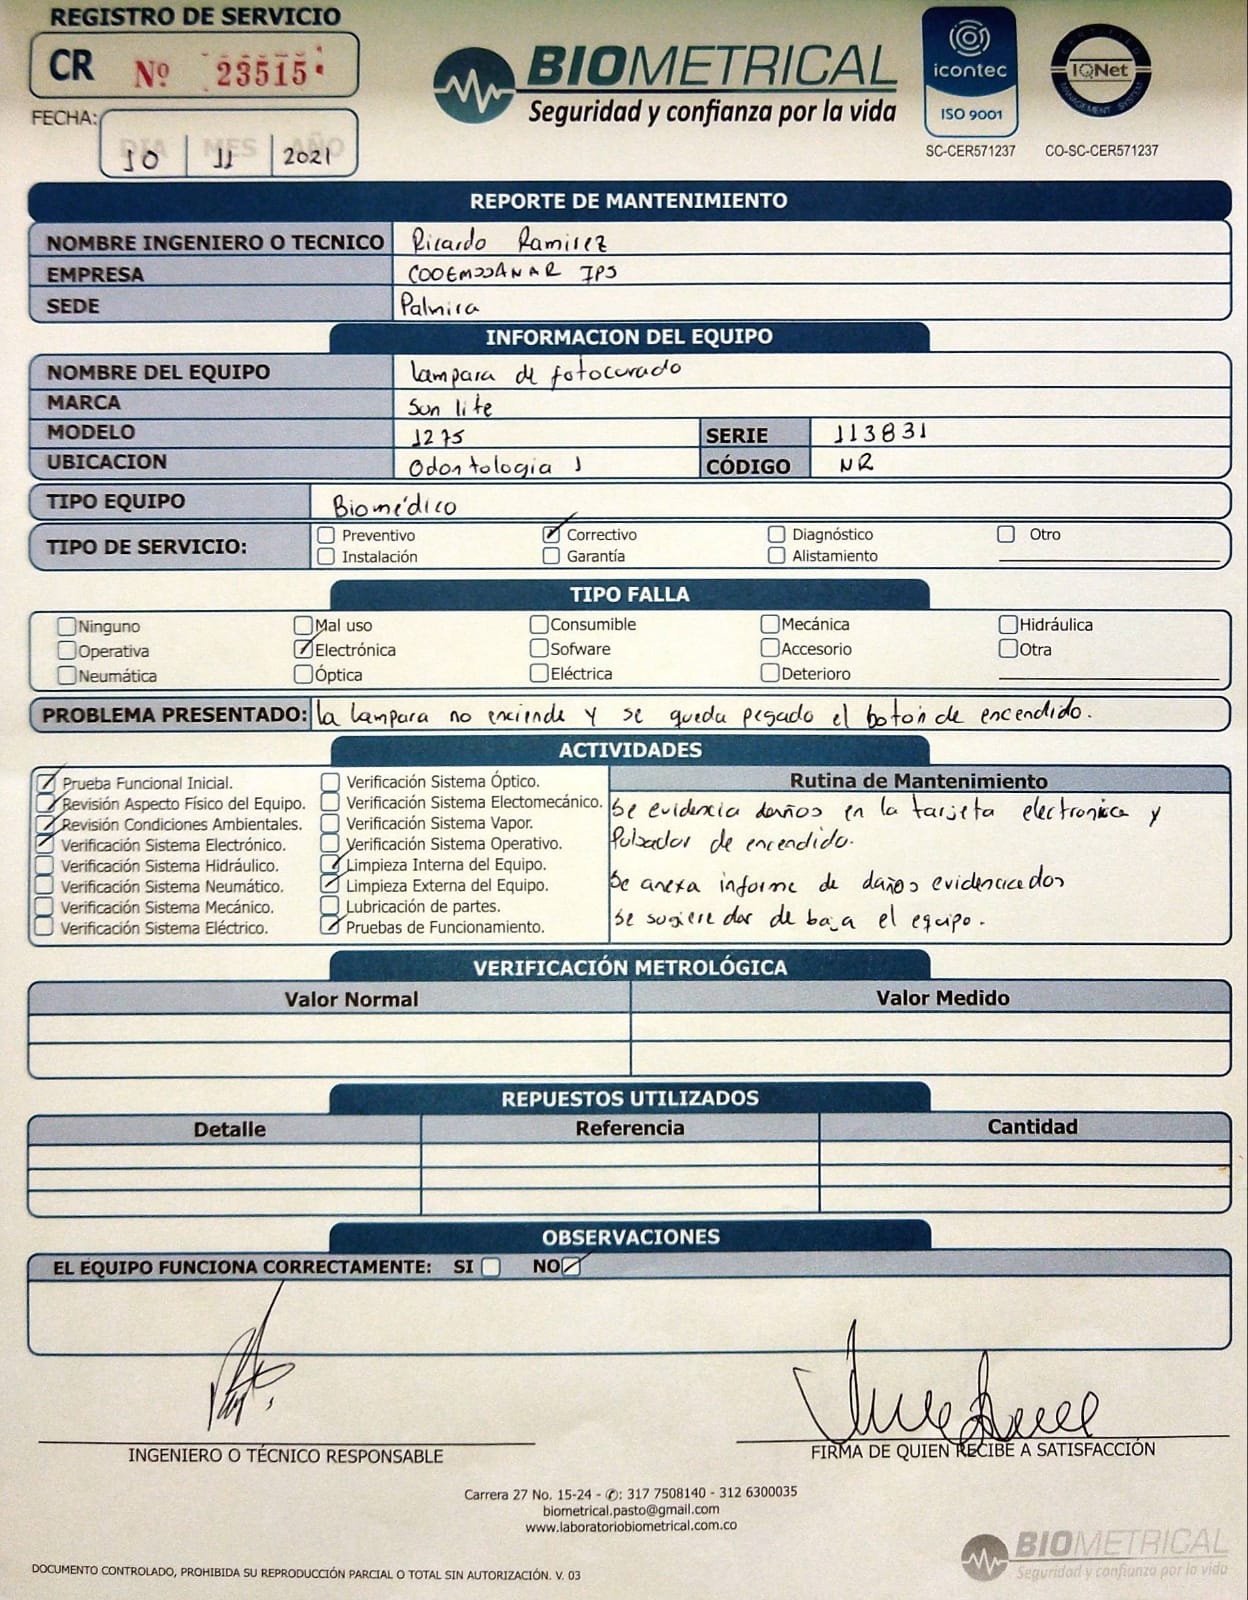 REGISTRO DE SERVICIO
CR Nº 23515
FECHA: DIA MES AÑO
10 11 2021
BIOMETRICAL
Seguridad y confianza por la vida
icontec
ISO 9001
SC-CER571237
CERTIFIED
IQNet
MANAGEMENT SYSTEM
CO-SC-CER571237
REPORTE DE MANTENIMIENTO
NOMBRE INGENIERO O TECNICO Ricardo Ramirez
EMPRESA COOEMSSANAR IPS
SEDE Palmira
INFORMACION DEL EQUIPO
NOMBRE DEL EQUIPO lampara de fotocurado
MARCA Sun lite
MODELO 1275 SERIE 113831
UBICACION Odontologia 1 CÓDIGO NR
TIPO EQUIPO Biomédico
TIPO DE SERVICIO: Preventivo Correctivo Diagnóstico Otro
Instalación Garantía Alistamiento
TIPO FALLA
Ninguno Mal uso Consumible Mecánica Hidráulica
Operativa Electrónica Sofware Accesorio Otra
Neumática Óptica Eléctrica Deterioro
PROBLEMA PRESENTADO: la lampara no enciende y se queda pegado el boton de encendido.
ACTIVIDADES
Prueba Funcional Inicial.
Revisión Aspecto Físico del Equipo.
Revisión Condiciones Ambientales.
Verificación Sistema Electrónico.
Verificación Sistema Hidráulico.
Verificación Sistema Neumático.
Verificación Sistema Mecánico.
Verificación Sistema Eléctrico.
Verificación Sistema Óptico.
Verificación Sistema Electomecánico.
Verificación Sistema Vapor.
Verificación Sistema Operativo.
Limpieza Interna del Equipo.
Limpieza Externa del Equipo.
Lubricación de partes.
Pruebas de Funcionamiento.
Rutina de Mantenimiento
Se evidencia daños en la tarjeta electronica y
Pulsador de encendido.
Se anexa informe de daños evidenciados
Se sugiere dar de baja el equipo.
VERIFICACIÓN METROLÓGICA
Valor Normal Valor Medido
REPUESTOS UTILIZADOS
Detalle Referencia Cantidad
OBSERVACIONES
EL EQUIPO FUNCIONA CORRECTAMENTE: SI NO
INGENIERO O TÉCNICO RESPONSABLE
FIRMA DE QUIEN RECIBE A SATISFACCIÓN
Carrera 27 No. 15-24 - ✆: 317 7508140 - 312 6300035
biometrical.pasto@gmail.com
www.laboratoriobiometrical.com.co
BIOMETRICAL
Seguridad y confianza por la vida
DOCUMENTO CONTROLADO, PROHIBIDA SU REPRODUCCIÓN PARCIAL O TOTAL SIN AUTORIZACIÓN. V. 03